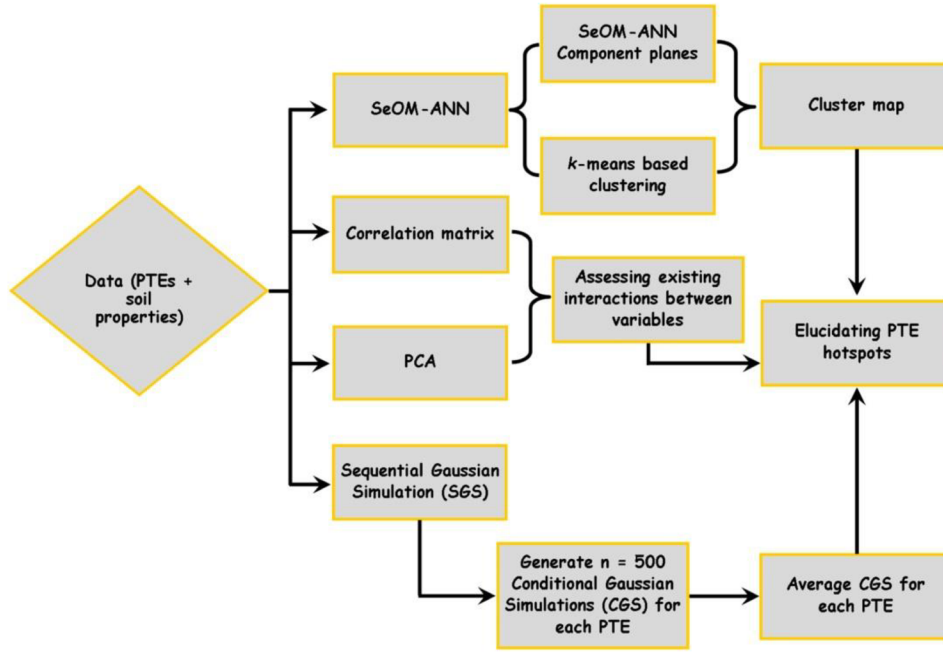 SeOM-ANN
Component planes
SeOM-ANN
Cluster map
k-means based
clustering
Correlation matrix
Data (PTEs +
soil
properties)
Assessing existing
interactions between
variables
PCA
Elucidating PTE
hotspots
Sequential Gaussian
Simulation (SGS)
Generate n = 500
Conditional Gaussian
Simulations (CGS) for
each PTE
Average CGS for
each PTE